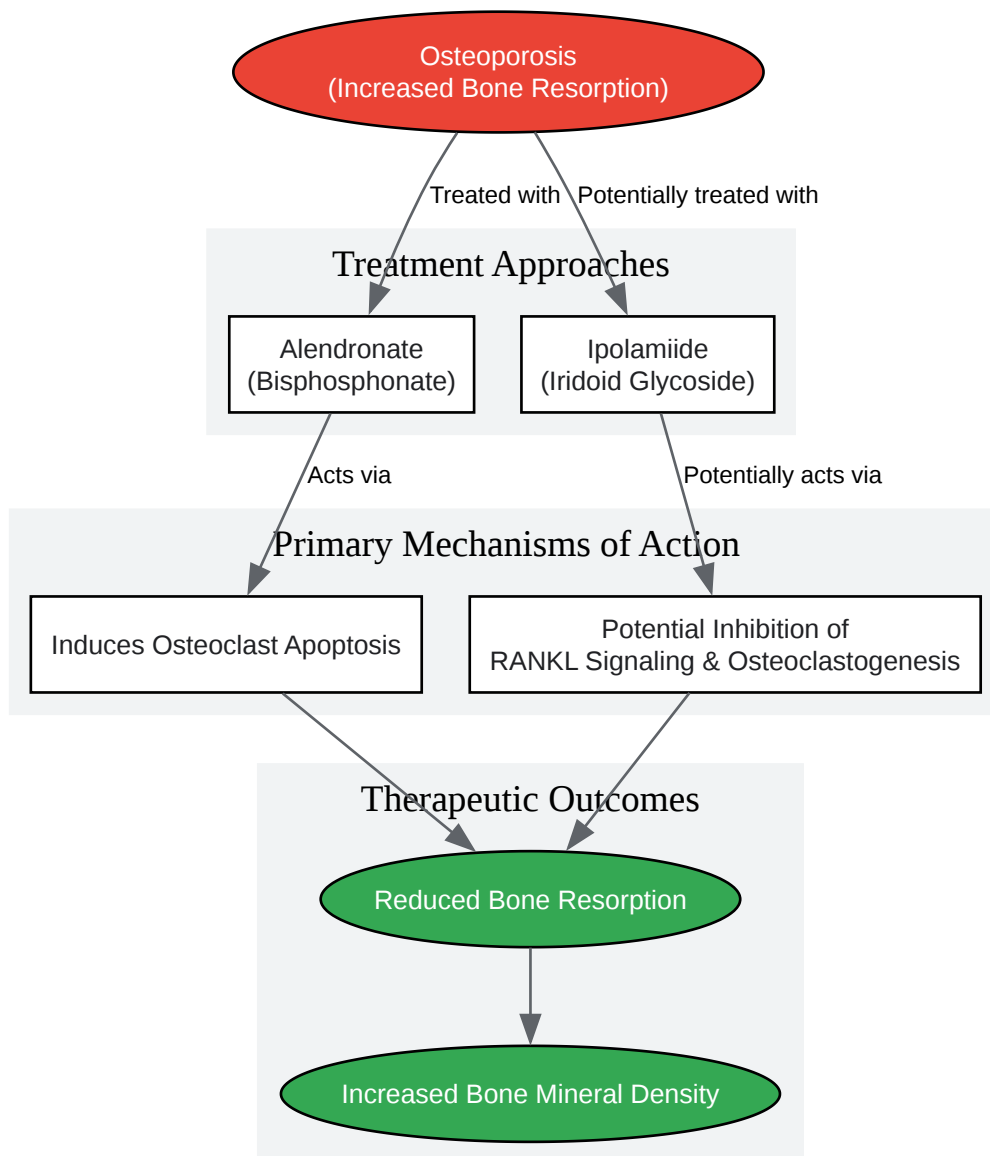 Osteoporosis
(Increased Bone Resorption)
Treated with
Potentially treated with
Treatment Approaches
Alendronate
(Bisphosphonate)
Ipolamiide
(Iridoid Glycoside)
Acts via
Potentially acts via
Primary Mechanisms of Action
Induces Osteoclast Apoptosis
Potential Inhibition of
RANKL Signaling & Osteoclastogenesis
Therapeutic Outcomes
Reduced Bone Resorption
Increased Bone Mineral Density